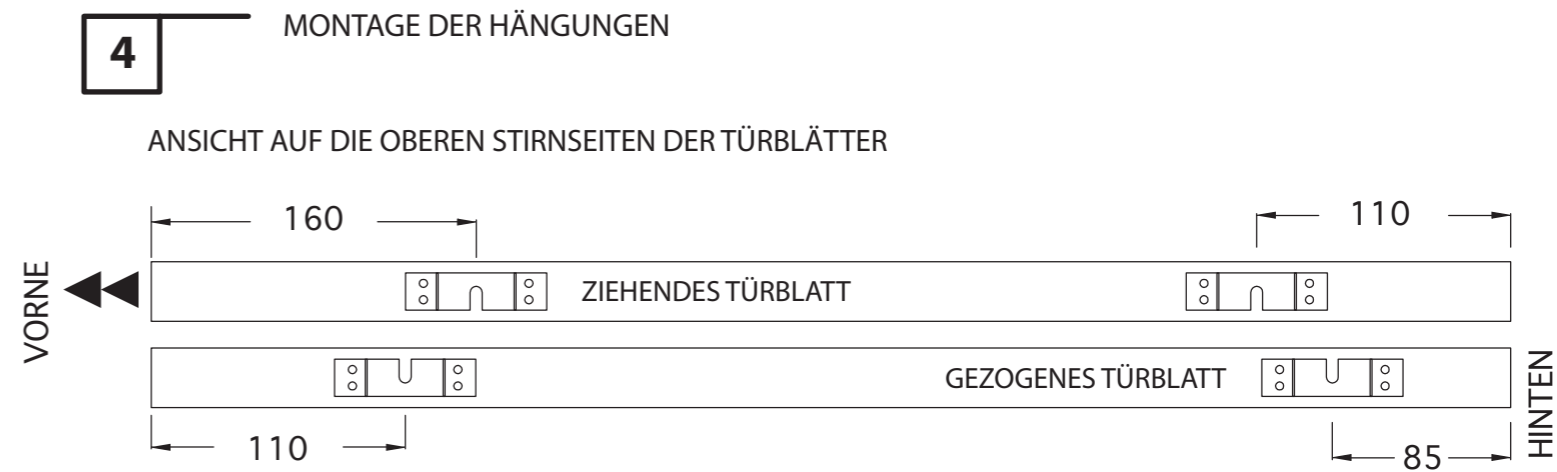 4
MONTAGE DER HÄNGUNGEN
ANSICHT AUF DIE OBEREN STIRNSEITEN DER TÜRBLÄTTER
160
110
VORNE
ZIEHENDES TÜRBLATT
GEZOGENES TÜRBLATT
HINTEN
110
85